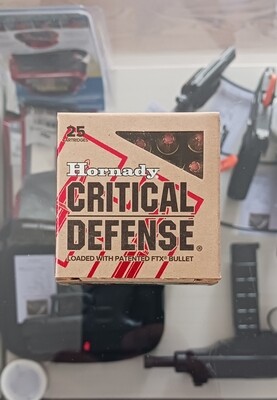 25
CARTRIDGES
Hornady
CRITICAL
DEFENSE®
LOADED WITH PATENTED FTX® BULLET